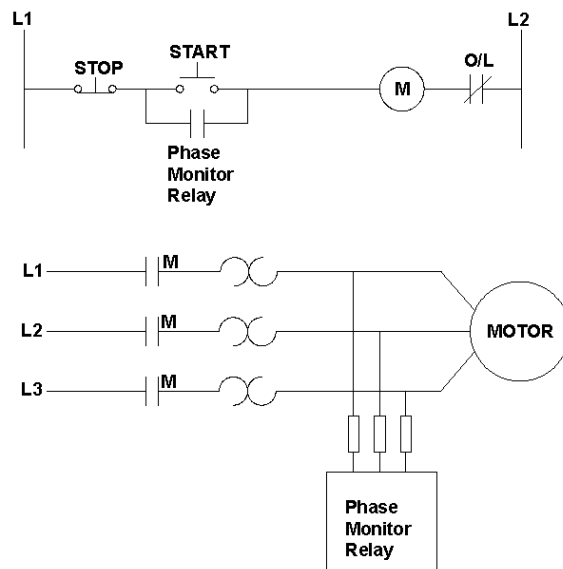 L1
L2
STOP
START
O/L
M
Phase
Monitor
Relay
L1
M
L2
M
MOTOR
L3
M
Phase
Monitor
Relay